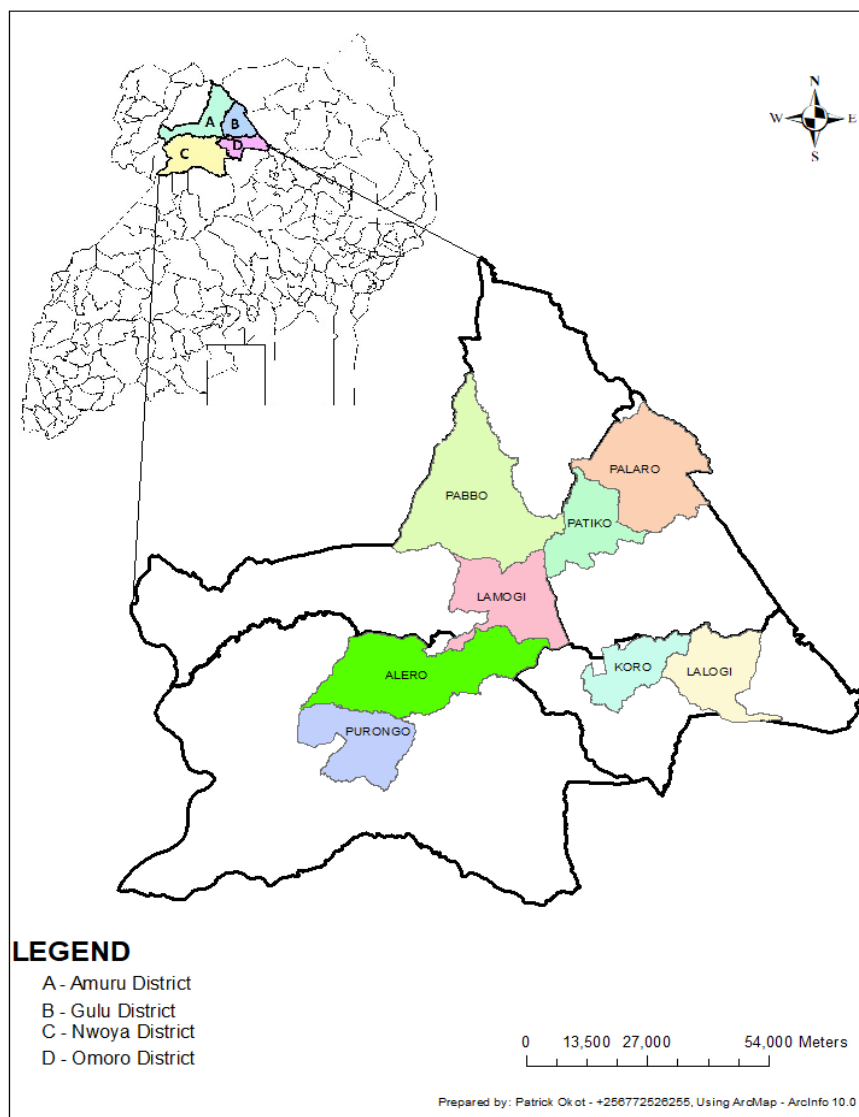 N
W E
S
A
B
C
D
PALARO
PABBO
PATIKO
LAMOGI
KORO
LALOGI
ALERO
PURONGO
LEGEND
A - Amuru District
B - Gulu District
C - Nwoya District
D - Omoro District
0 13,500 27,000 54,000 Meters
Prepared by: Patrick Okot - +256772526255, Using ArcMap - ArcInfo 10.0